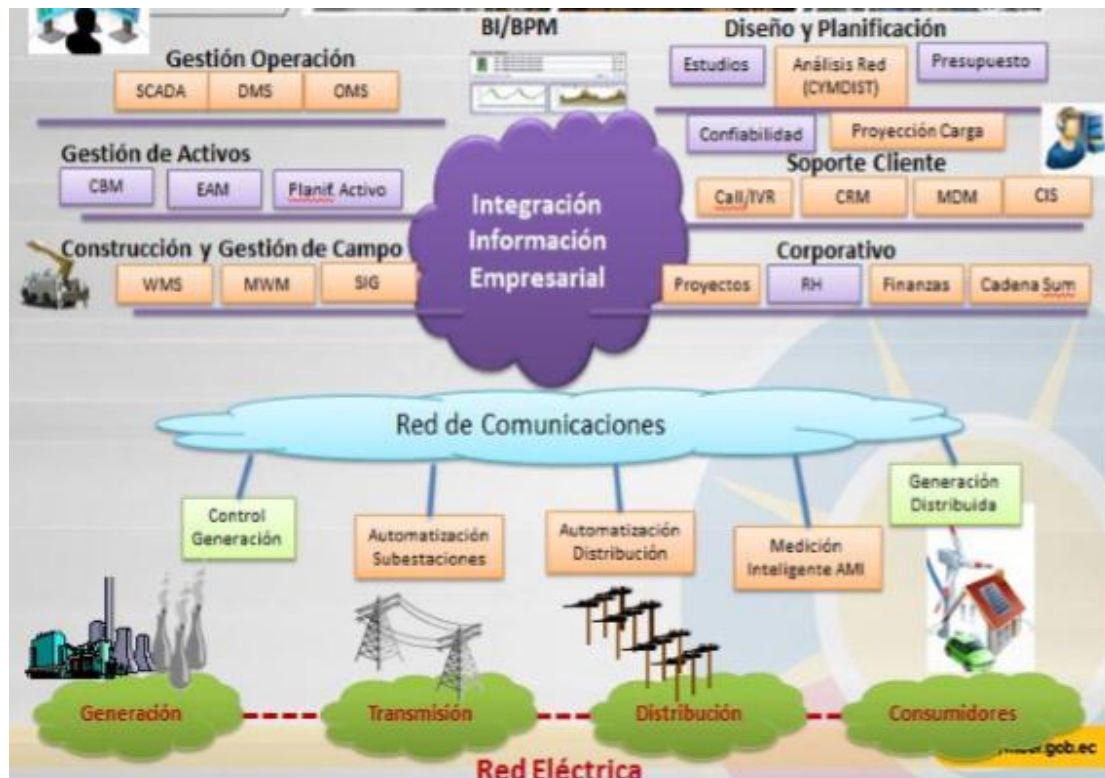 BI/BPM
Gestión Operación
SCADA
DMS
OMS
Gestión de Activos
CBM
EAM
Planif. Activo
Construcción y Gestión de Campo
WMS
MWM
SIG
Diseño y Planificación
Estudios
Análisis Red
(CYMDIST)
Presupuesto
Confiabilidad
Proyección Carga
Soporte Cliente
Call/IVR
CRM
MDM
CIS
Corporativo
Proyectos
RH
Finanzas
Cadena Sum
Integración
Información
Empresarial
Red de Comunicaciones
Control
Generación
Automatización
Subestaciones
Automatización
Distribución
Medición
Inteligente AMI
Generación
Distribuida
Generación
Transmisión
Distribución
Consumidores
Red Eléctrica
.gob.ec